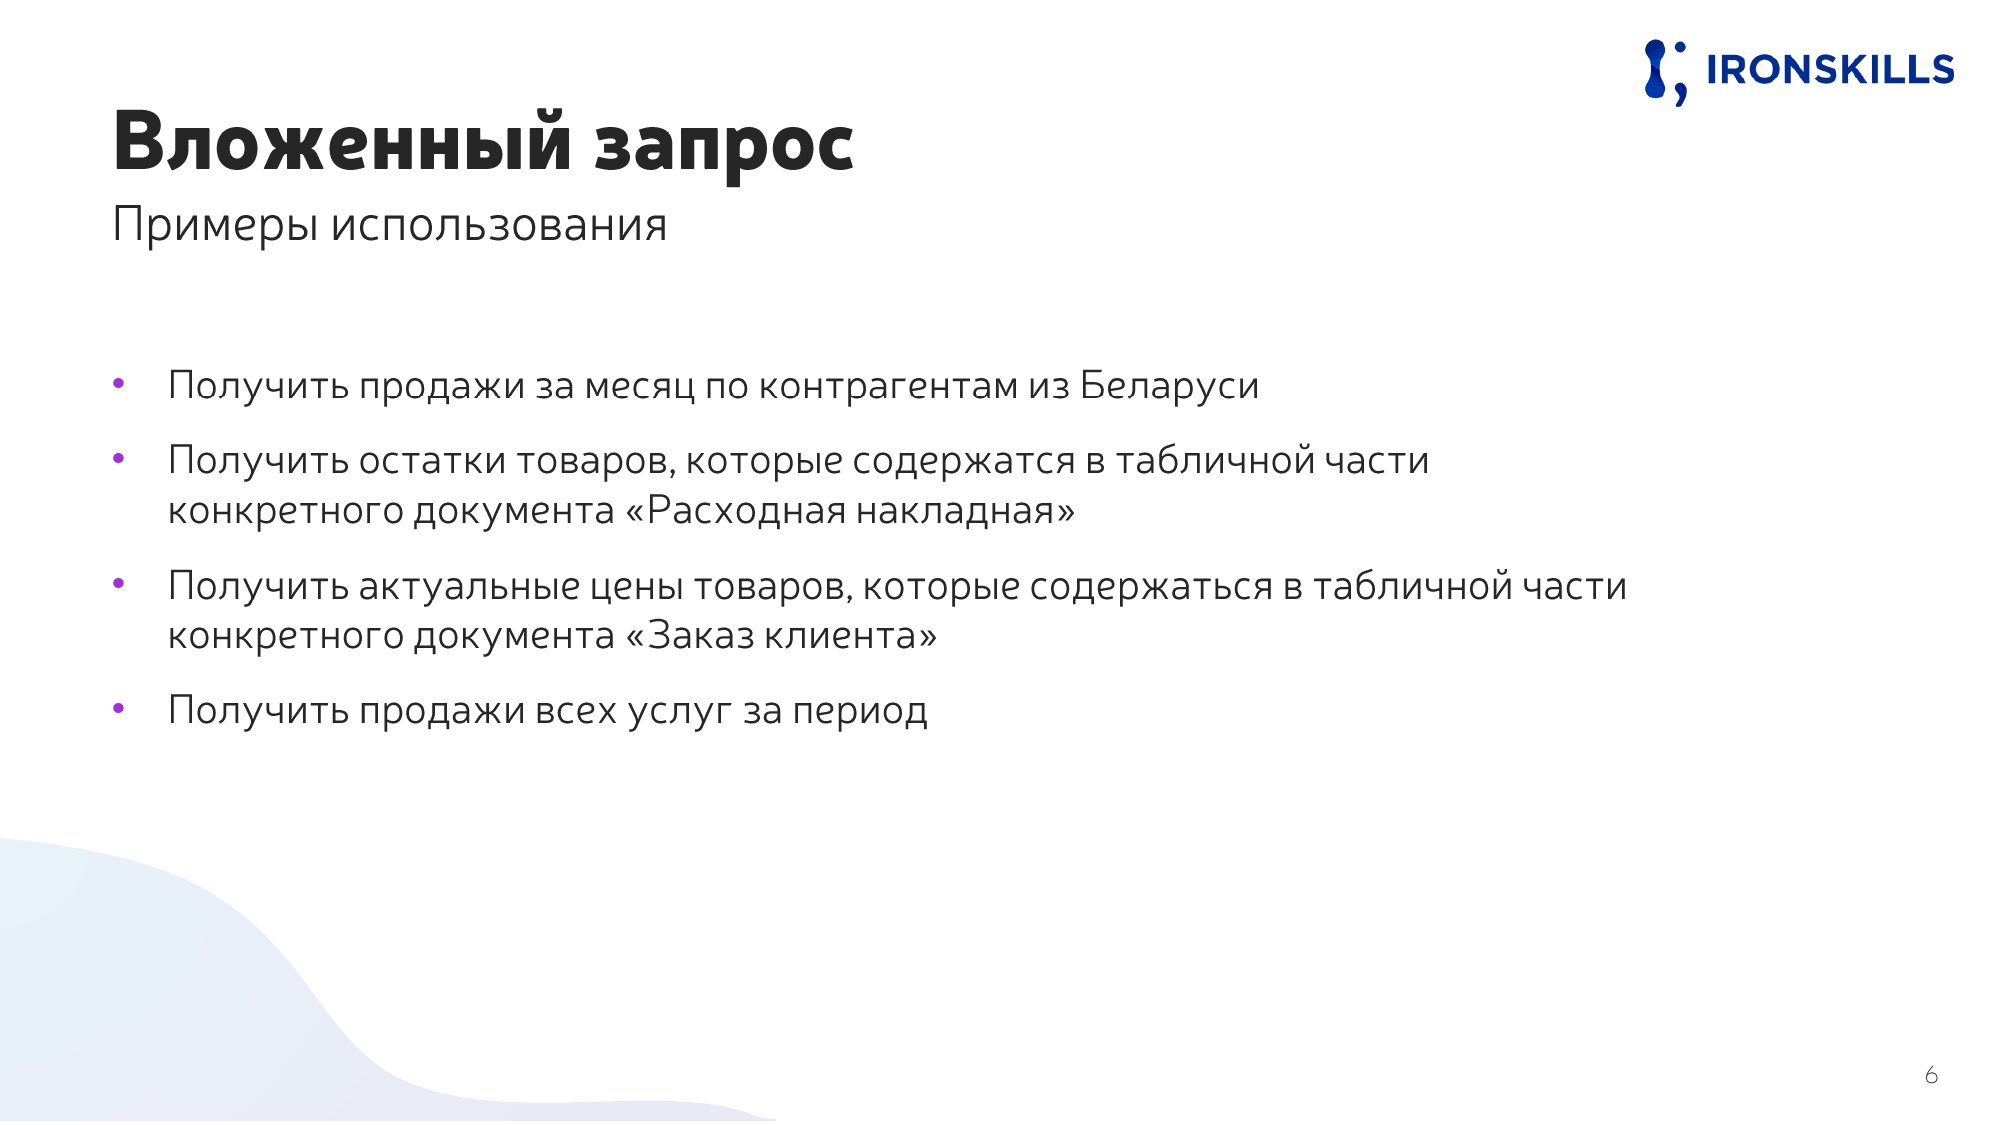 IRONSKILLS
Вложенный запрос
Примеры использования
• Получить продажи за месяц по контрагентам из Беларуси
• Получить остатки товаров, которые содержатся в табличной части
конкретного документа «Расходная накладная»
• Получить актуальные цены товаров, которые содержаться в табличной части
конкретного документа «Заказ клиента»
• Получить продажи всех услуг за период
6